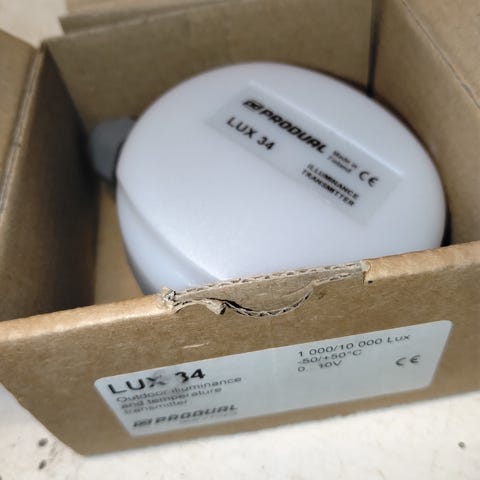 PRODUAL
LUX 34
Made in
Finland
CE
ILLUMINANCE
TRANSMITTER
LUX 34
Outdoor illuminance
and temperature
transmitter
PRODUAL
1 000/10 000 Lux
-50/+50°C
0...10V
CE